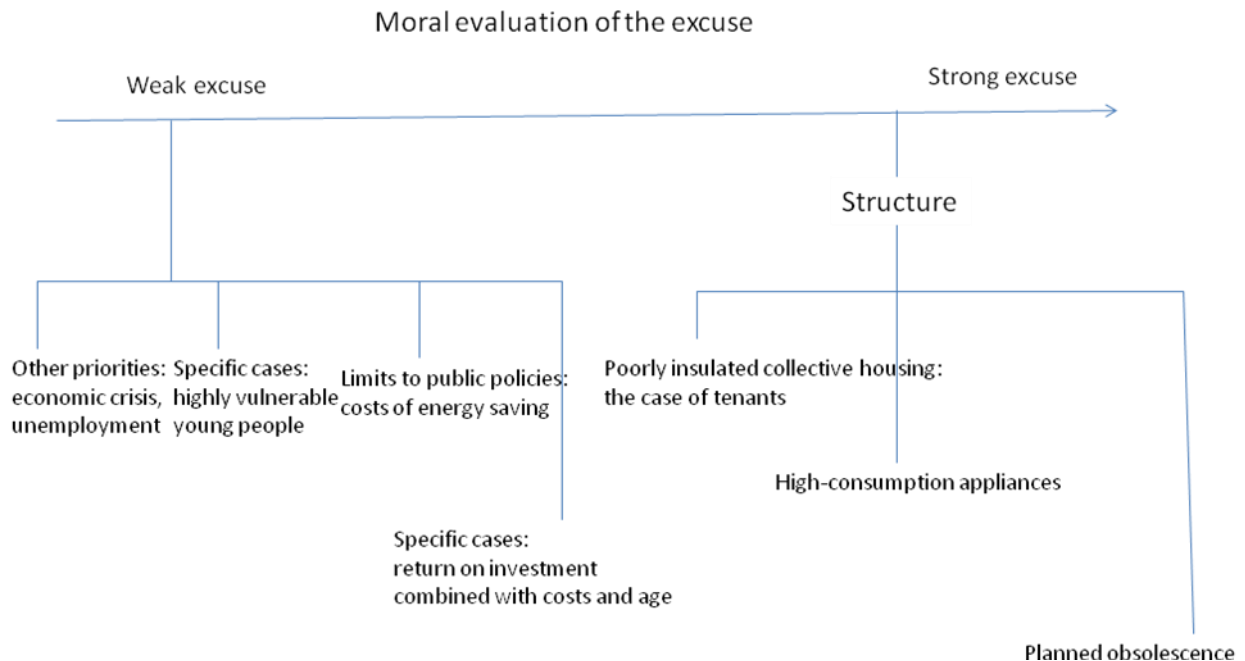 Moral evaluation of the excuse
Weak excuse
Strong excuse
Structure
Other priorities:
economic crisis,
unemployment
Specific cases:
highly vulnerable
young people
Limits to public policies:
costs of energy saving
Poorly insulated collective housing:
the case of tenants
High-consumption appliances
Specific cases:
return on investment
combined with costs and age
Planned obsolescence